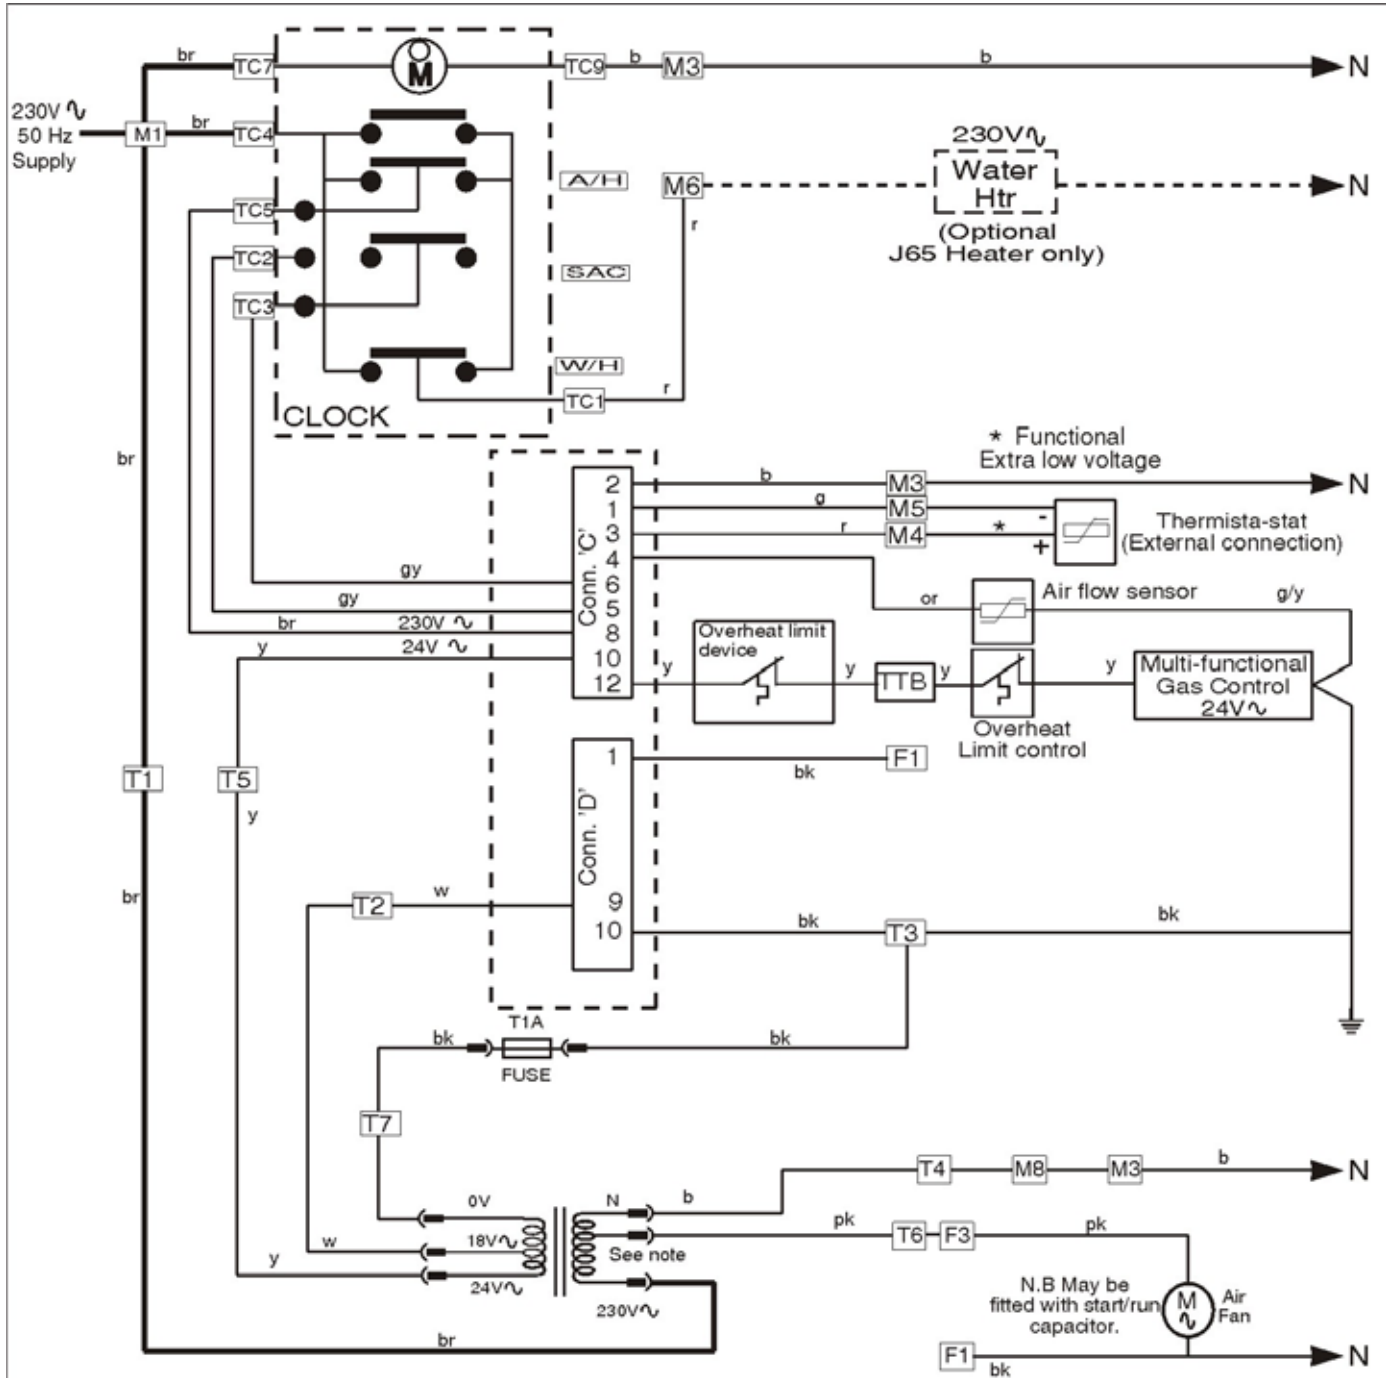 br
TC7
M
TC9
b
M3
b
N
230V
50 Hz
Supply
M1
br
TC4
230V
Water
Htr
N
(Optional
J65 Heater only)
A/H
M6
r
TC5
TC2
SAC
TC3
W/H
TC1
r
CLOCK
br
* Functional
Extra low voltage
Conn. 'C'
2
b
M3
N
1
g
M5
-
3
r
M4
*
+
Thermista-stat
(External connection)
4
or
Air flow sensor
g/y
gy
6
gy
5
br
230V
8
y
24V
10
12
y
Overheat limit
device
y
TTB
y
Overheat
Limit control
y
Multi-functional
Gas Control
24V
Conn. 'D'
1
bk
F1
T1
T5
y
br
T2
w
9
10
bk
T3
bk
bk
T1A
FUSE
bk
T7
0V
18V
24V
w
y
N
b
See note
230V
br
T4
M8
M3
b
N
pk
T6
F3
pk
N.B May be
fitted with start/run
capacitor.
M
Air
Fan
F1
bk
N